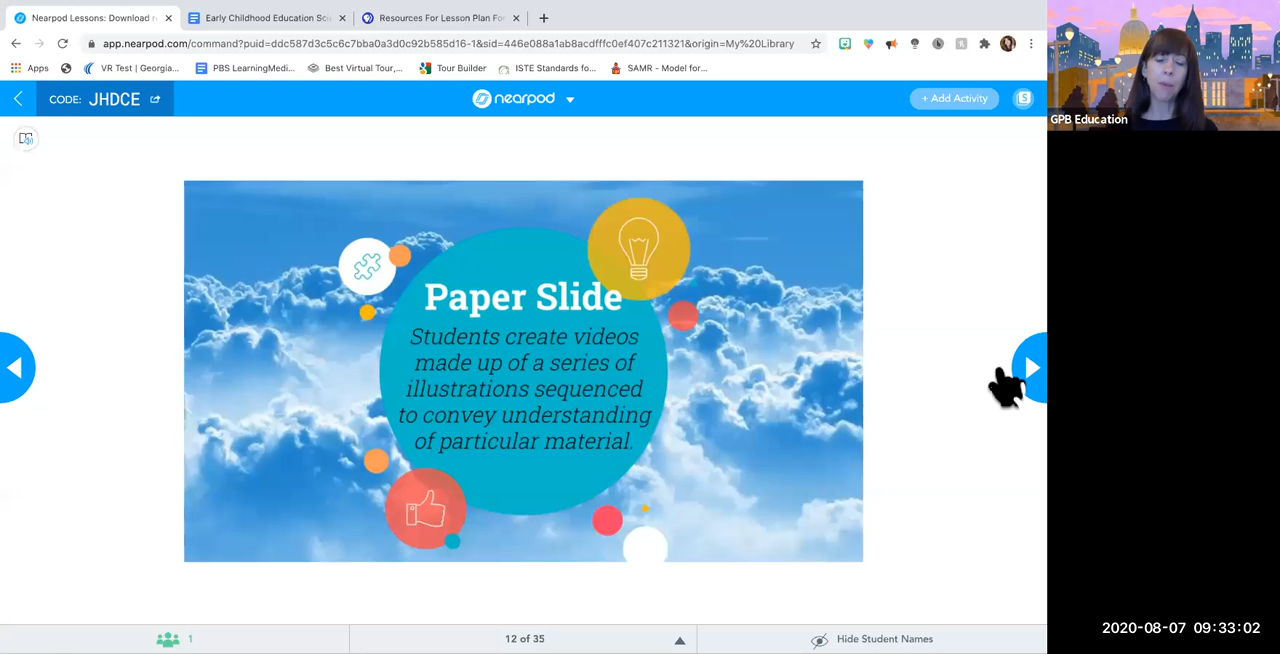 Nearpod Lessons: Download r
Early Childhood Education Sci
Resources For Lesson Plan Fo
app.nearpod.com/command?puid=ddc587d3c5c6c7bba0a3d0c92b585d16-1&sid=446e088a1ab8acdfffc0ef407c211321&origin=My%20Library
Apps
VR Test | Georgia...
PBS LearningMedi...
Best Virtual Tour,...
Tour Builder
ISTE Standards fo...
SAMR - Model for...
CODE: JHDCE
nearpod
+ Add Activity
S
GPB Education
Paper Slide
Students create videos
made up of a series of
illustrations sequenced
to convey understanding
of particular material.
1
12 of 35
Hide Student Names
2020-08-07 09:33:02